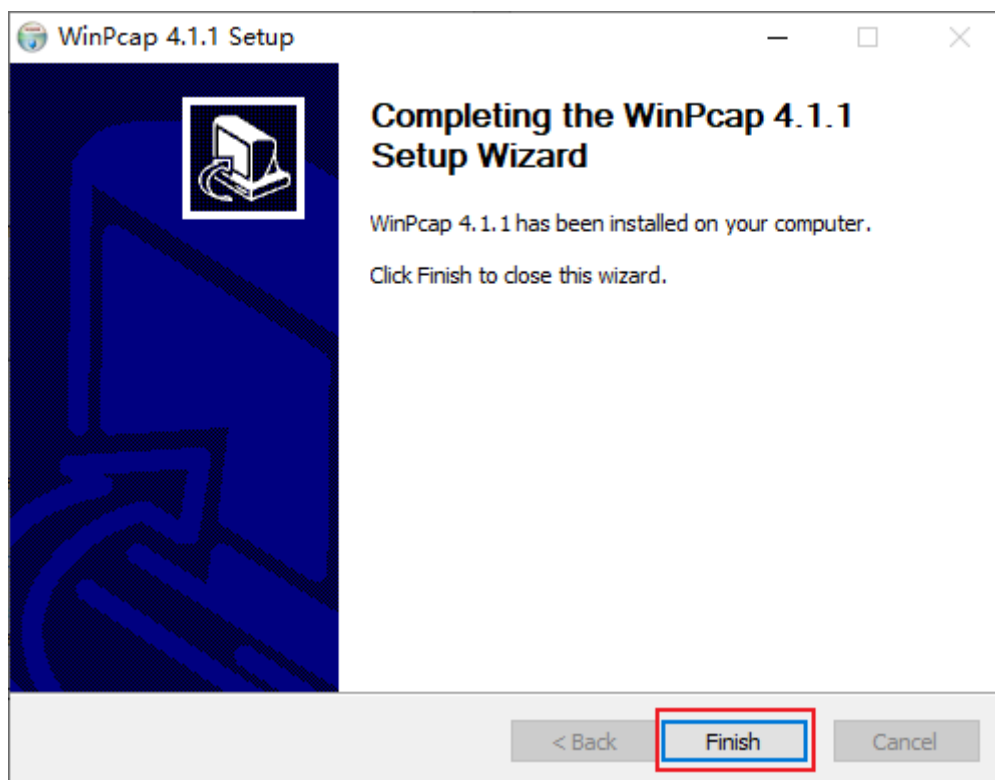 WinPcap 4.1.1 Setup
Completing the WinPcap 4.1.1
Setup Wizard
WinPcap 4.1.1 has been installed on your computer.
Click Finish to close this wizard.
< Back
Finish
Cancel